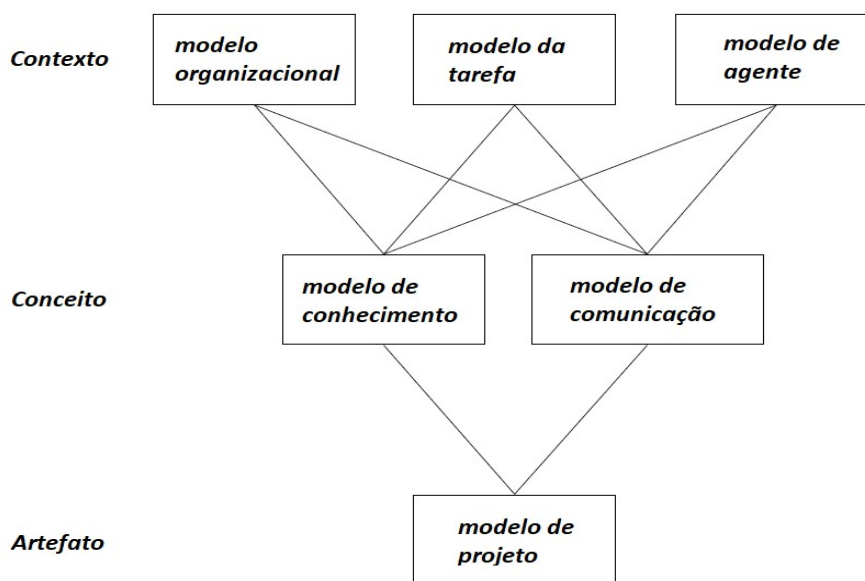 Contexto
modelo
organizacional
modelo da
tarefa
modelo de
agente
Conceito
modelo de
conhecimento
modelo de
comunicação
Artefato
modelo de
projeto